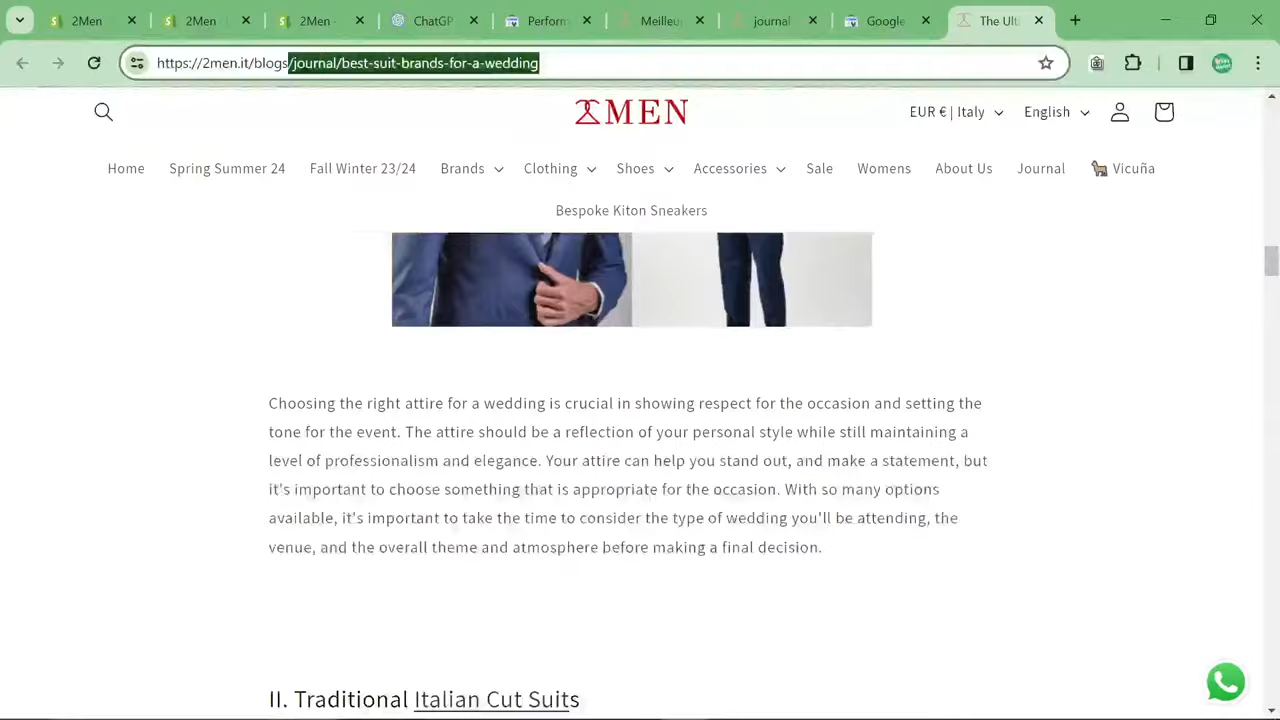 2Men
2Men
2Men
ChatGP
Perform
Meilleu
journal
Google
The Ult
https://2men.it/blogs/journal/best-suit-brands-for-a-wedding
2MEN
EUR € | Italy
English
Home
Spring Summer 24
Fall Winter 23/24
Brands
Clothing
Shoes
Accessories
Sale
Womens
About Us
Journal
Vicuña
Bespoke Kiton Sneakers
Choosing the right attire for a wedding is crucial in showing respect for the occasion and setting the
tone for the event. The attire should be a reflection of your personal style while still maintaining a
level of professionalism and elegance. Your attire can help you stand out, and make a statement, but
it's important to choose something that is appropriate for the occasion. With so many options
available, it's important to take the time to consider the type of wedding you'll be attending, the
venue, and the overall theme and atmosphere before making a final decision.
II. Traditional Italian Cut Suits